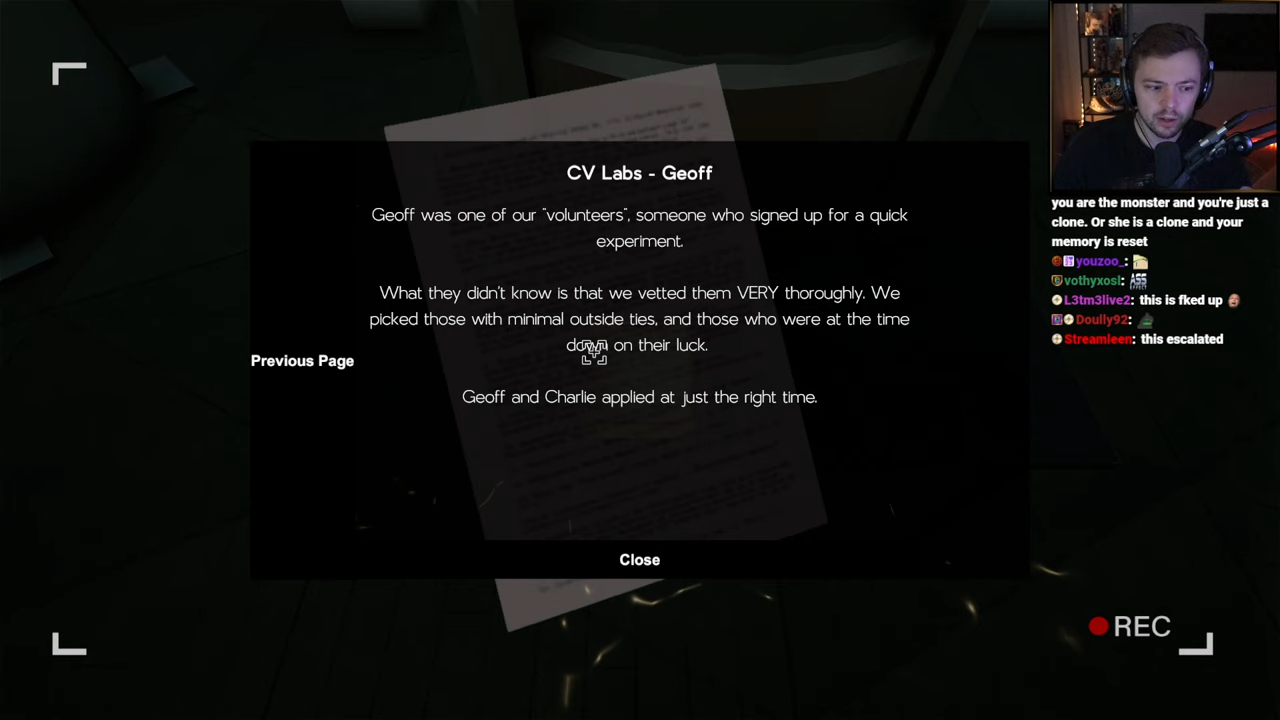 CV Labs - Geoff
Geoff was one of our "volunteers", someone who signed up for a quick
experiment.
What they didn't know is that we vetted them VERY thoroughly. We
picked those with minimal outside ties, and those who were at the time
down on their luck.
Geoff and Charlie applied at just the right time.
Previous Page
Close
REC
you are the monster and you're just a
clone. Or she is a clone and your
memory is reset
youzoo_:
vothyxosl: ASS
L3tm3live2: this is fked up
Doully92:
Streamleen: this escalated